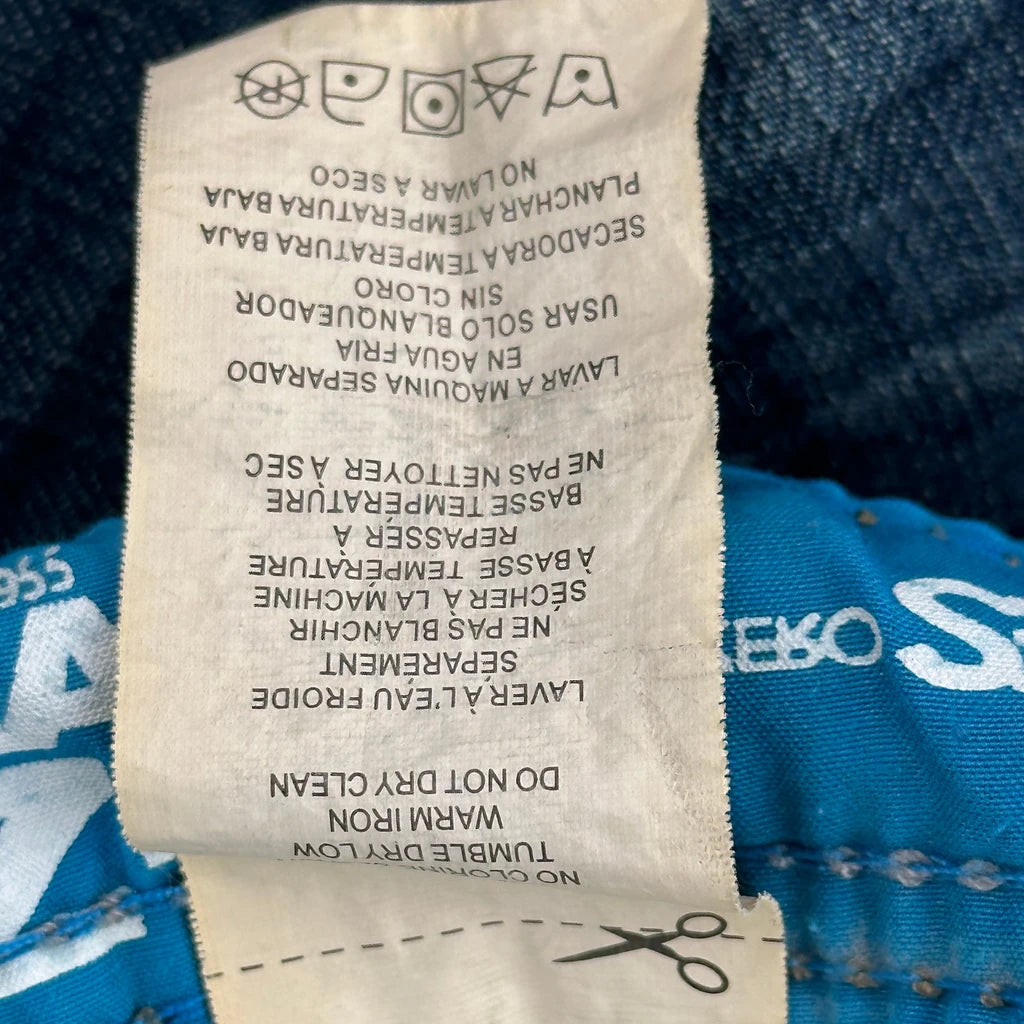 NO CLORINE
TUMBLE DRY LOW
WARM IRON
DO NOT DRY CLEAN
LAVER À L'EAU FROIDE
SÉPARÉMENT
NE PAS BLANCHIR
SÉCHER À LA MACHINE
À BASSE TEMPÉRATURE
REPASSER À
BASSE TEMPÉRATURE
NE PAS NETTOYER À SEC
LAVAR A MAQUINA SEPARADO
EN AGUA FRIA
USAR SOLO BLANQUEADOR
SIN CLORO
SECADORA A TEMPERATURA BAJA
PLANCHAR A TEMPERATURA BAJA
NO LAVAR A SECO